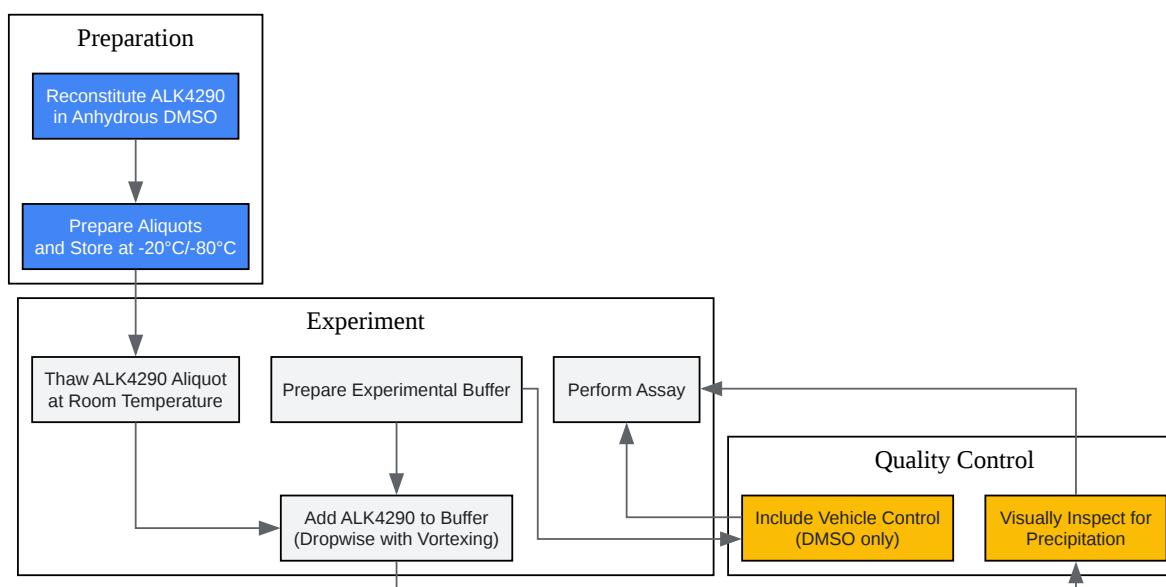 Preparation
Reconstitute ALK4290
in Anhydrous DMSO
Prepare Aliquots
and Store at -20°C/-80°C
Experiment
Thaw ALK4290 Aliquot
at Room Temperature
Prepare Experimental Buffer
Perform Assay
Add ALK4290 to Buffer
(Dropwise with Vortexing)
Quality Control
Include Vehicle Control
(DMSO only)
Visually Inspect for
Precipitation